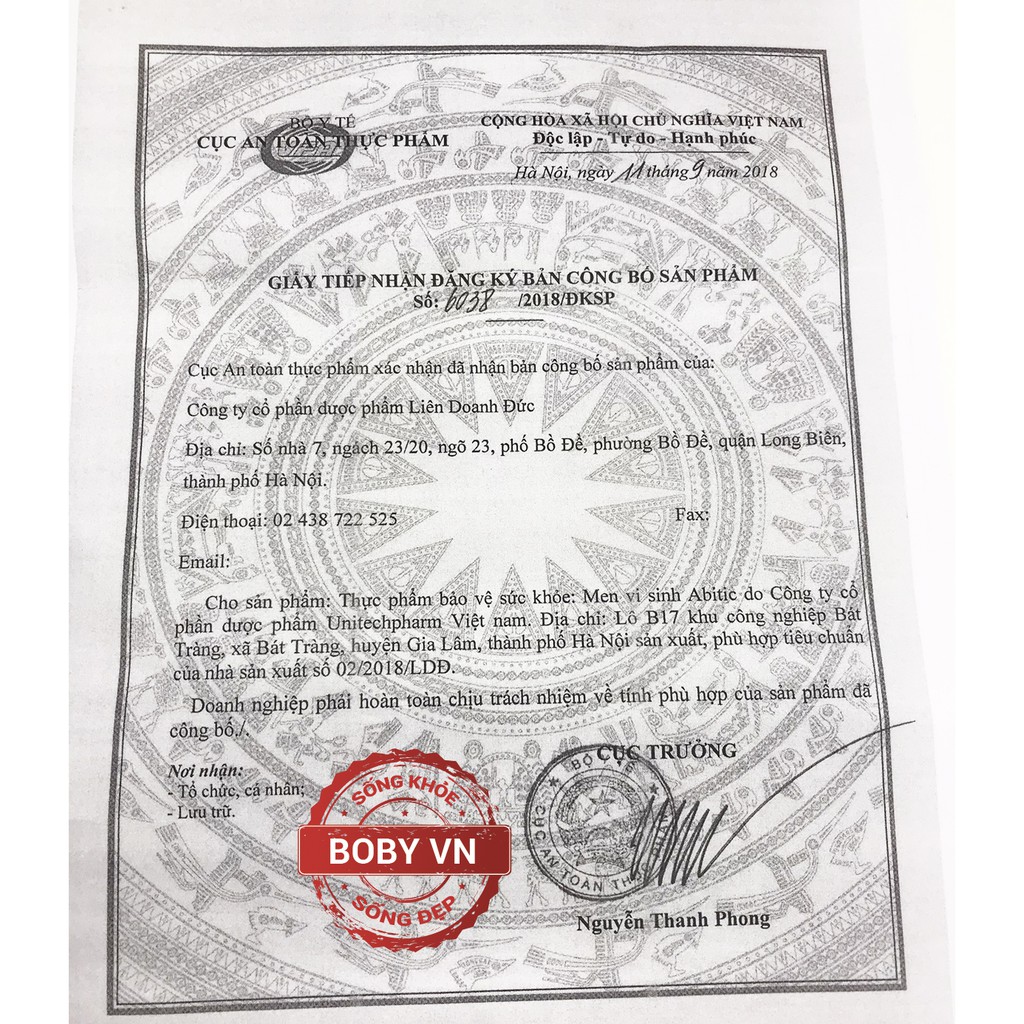 BỘ Y TẾ
CỤC AN TOÀN THỰC PHẨM
CỘNG HÒA XÃ HỘI CHỦ NGHĨA VIỆT NAM
Độc lập - Tự do - Hạnh phúc
Hà Nội, ngày 11 tháng 9 năm 2018
GIẤY TIẾP NHẬN ĐĂNG KÝ BẢN CÔNG BỐ SẢN PHẨM
Số: 6038 /2018/ĐKSP
Cục An toàn thực phẩm xác nhận đã nhận bản công bố sản phẩm của:
Công ty cổ phần dược phẩm Liên Doanh Đức
Địa chỉ: Số nhà 7, ngách 23/20, ngõ 23, phố Bồ Đề, phường Bồ Đề, quận Long Biên,
thành phố Hà Nội.
Điện thoại: 02 438 722 525 Fax:
Email:
Cho sản phẩm: Thực phẩm bảo vệ sức khỏe: Men vi sinh Abitic do Công ty cổ
phần dược phẩm Unitechpharm Việt nam. Địa chỉ: Lô B17 khu công nghiệp Bát
Tràng, xã Bát Tràng, huyện Gia Lâm, thành phố Hà Nội sản xuất, phù hợp tiêu chuẩn
của nhà sản xuất số 02/2018/LDĐ.
Doanh nghiệp phải hoàn toàn chịu trách nhiệm về tính phù hợp của sản phẩm đã
công bố./.
Nơi nhận:
- Tổ chức, cá nhân;
- Lưu trữ.
CỤC TRƯỞNG
BỘ Y TẾ
CỤC AN TOÀN
Nguyễn Thanh Phong
SỐNG KHỎE
BOBY VN
SỐNG ĐẸP